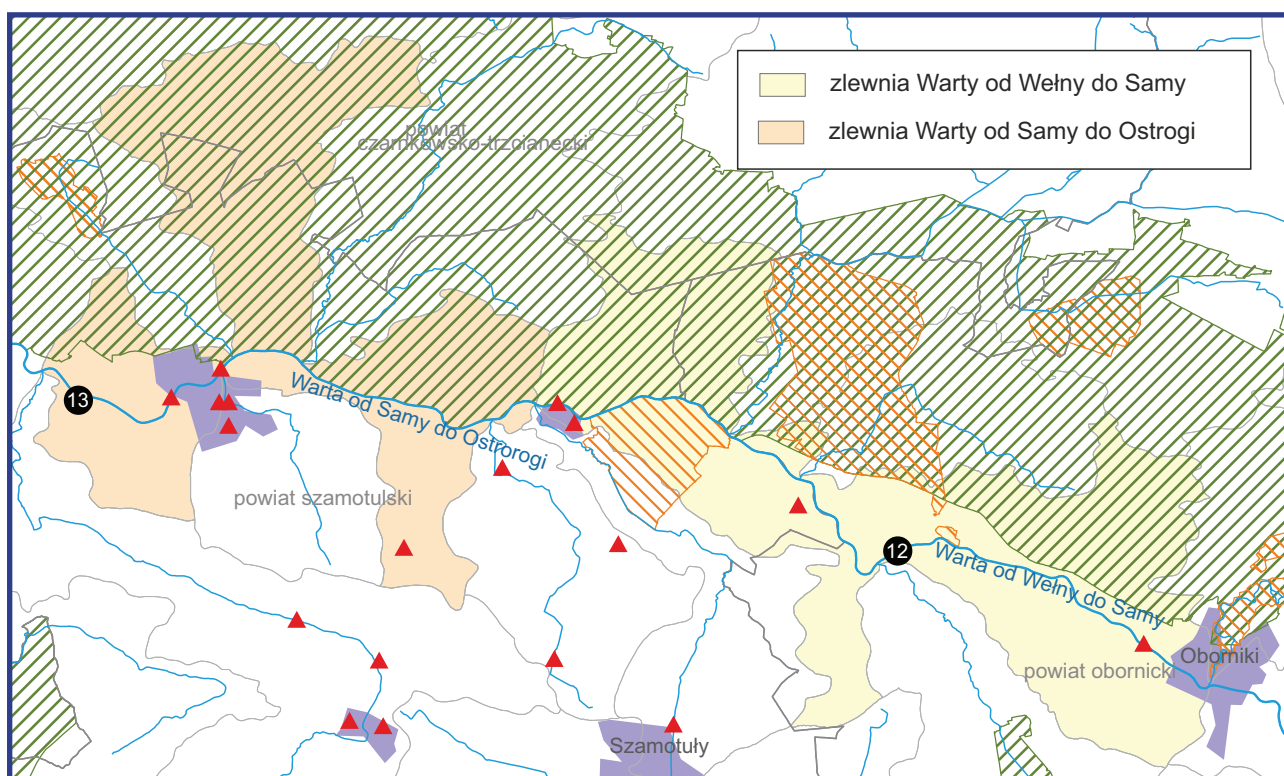 zlewnia Warty od Wełny do Samy
zlewnia Warty od Samy do Ostrogi
powiat
czarnkowsko-trzcianecki
13
Warta od Samy do Ostrorogi
powiat szamotulski
12
Warta od Wełny do Samy
Oborniki
powiat obornicki
Szamotuły